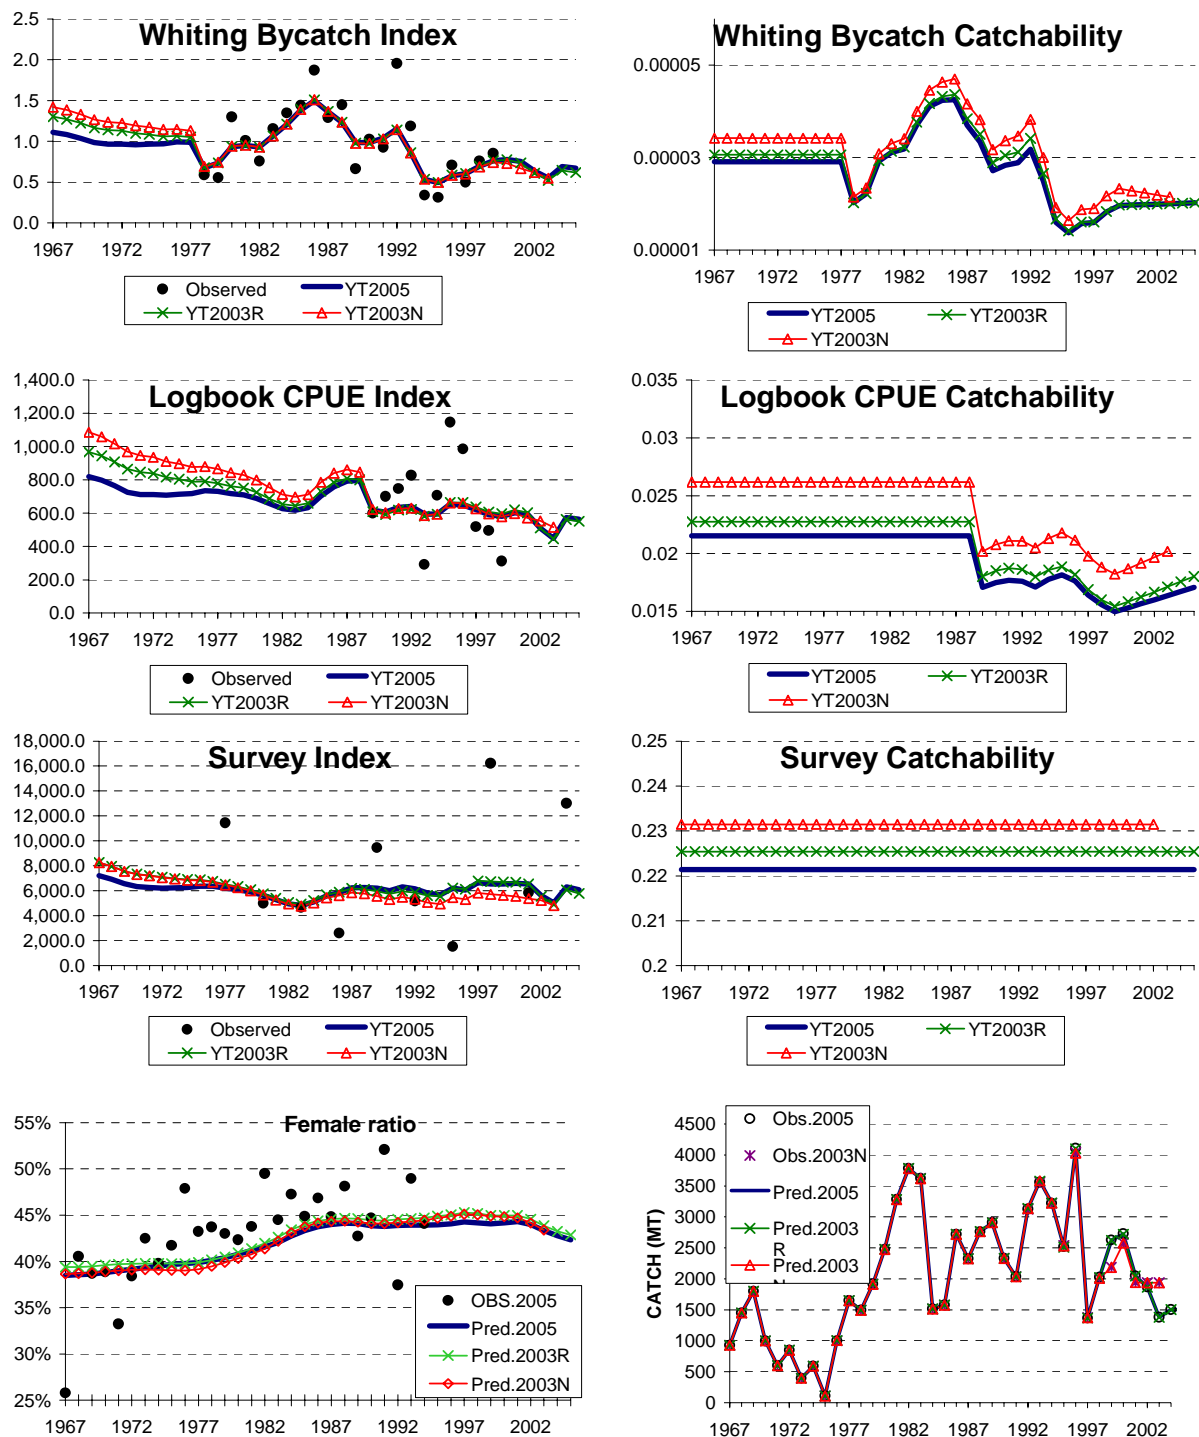 Whiting Bycatch Index
2.5
2.0
1.5
1.0
0.5
0.0
1967 1972 1977 1982 1987 1992 1997 2002
Observed YT2005
YT2003R YT2003N
Whiting Bycatch Catchability
0.00005
0.00003
0.00001
1967 1972 1977 1982 1987 1992 1997 2002
YT2005 YT2003R
YT2003N
Logbook CPUE Index
1,400.0
1,200.0
1,000.0
800.0
600.0
400.0
200.0
0.0
1967 1972 1977 1982 1987 1992 1997 2002
Observed YT2005
YT2003R YT2003N
Logbook CPUE Catchability
0.035
0.03
0.025
0.02
0.015
1967 1972 1977 1982 1987 1992 1997 2002
YT2005 YT2003R
YT2003N
Survey Index
18,000.0
16,000.0
14,000.0
12,000.0
10,000.0
8,000.0
6,000.0
4,000.0
2,000.0
0.0
1967 1972 1977 1982 1987 1992 1997 2002
Observed YT2005
YT2003R YT2003N
Survey Catchability
0.25
0.24
0.23
0.22
0.21
0.2
1967 1972 1977 1982 1987 1992 1997 2002
YT2005 YT2003R
YT2003N
Female ratio
55%
50%
45%
40%
35%
30%
25%
1967 1972 1977 1982 1987 1992 1997 2002
OBS.2005
Pred.2005
Pred.2003R
Pred.2003N
CATCH (MT)
4500
4000
3500
3000
2500
2000
1500
1000
500
0
1967 1972 1977 1982 1987 1992 1997 2002
Obs.2005
Obs.2003N
Pred.2005
Pred.2003
R
Pred.2003